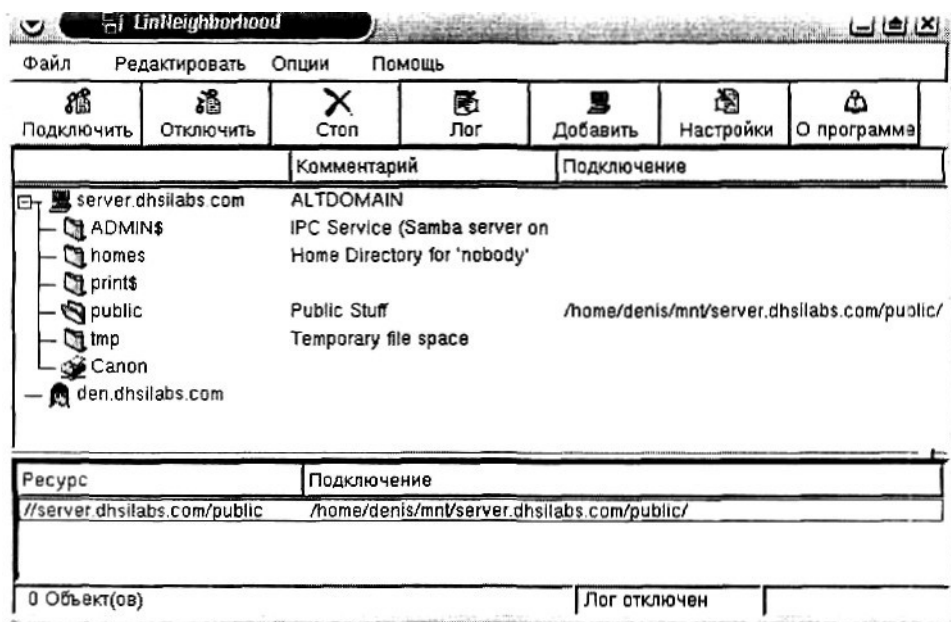 LinNeighborhood
Файл Редактировать Опции Помощь
Подключить Отключить Стоп Лог Добавить Настройки О программе
Комментарий Подключение
server.dhsilabs.com ALTDOMAIN
ADMIN$ IPC Service (Samba server on
homes Home Directory for 'nobody'
print$
public Public Stuff /home/denis/mnt/server.dhsilabs.com/public/
tmp Temporary file space
Canon
den.dhsilabs.com
Ресурс Подключение
//server.dhsilabs.com/public /home/denis/mnt/server.dhsilabs.com/public/
0 Объект(ов) Лог отключен